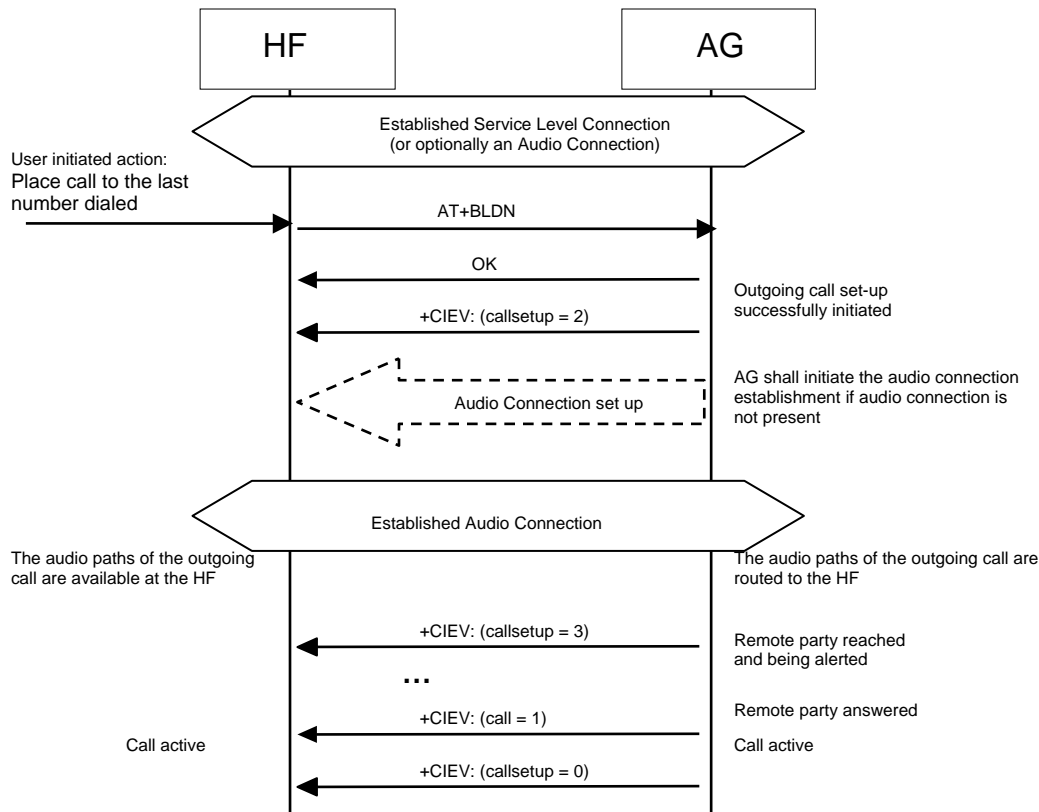 HF
AG
Established Service Level Connection
(or optionally an Audio Connection)
User initiated action:
Place call to the last
number dialed
AT+BLDN
OK
Outgoing call set-up
successfully initiated
+CIEV: (callsetup = 2)
AG shall initiate the audio connection
establishment if audio connection is
not present
Audio Connection set up
Established Audio Connection
The audio paths of the outgoing
call are available at the HF
The audio paths of the outgoing call are
routed to the HF
+CIEV: (callsetup = 3)
Remote party reached
and being alerted
...
+CIEV: (call = 1)
Remote party answered
Call active
Call active
+CIEV: (callsetup = 0)